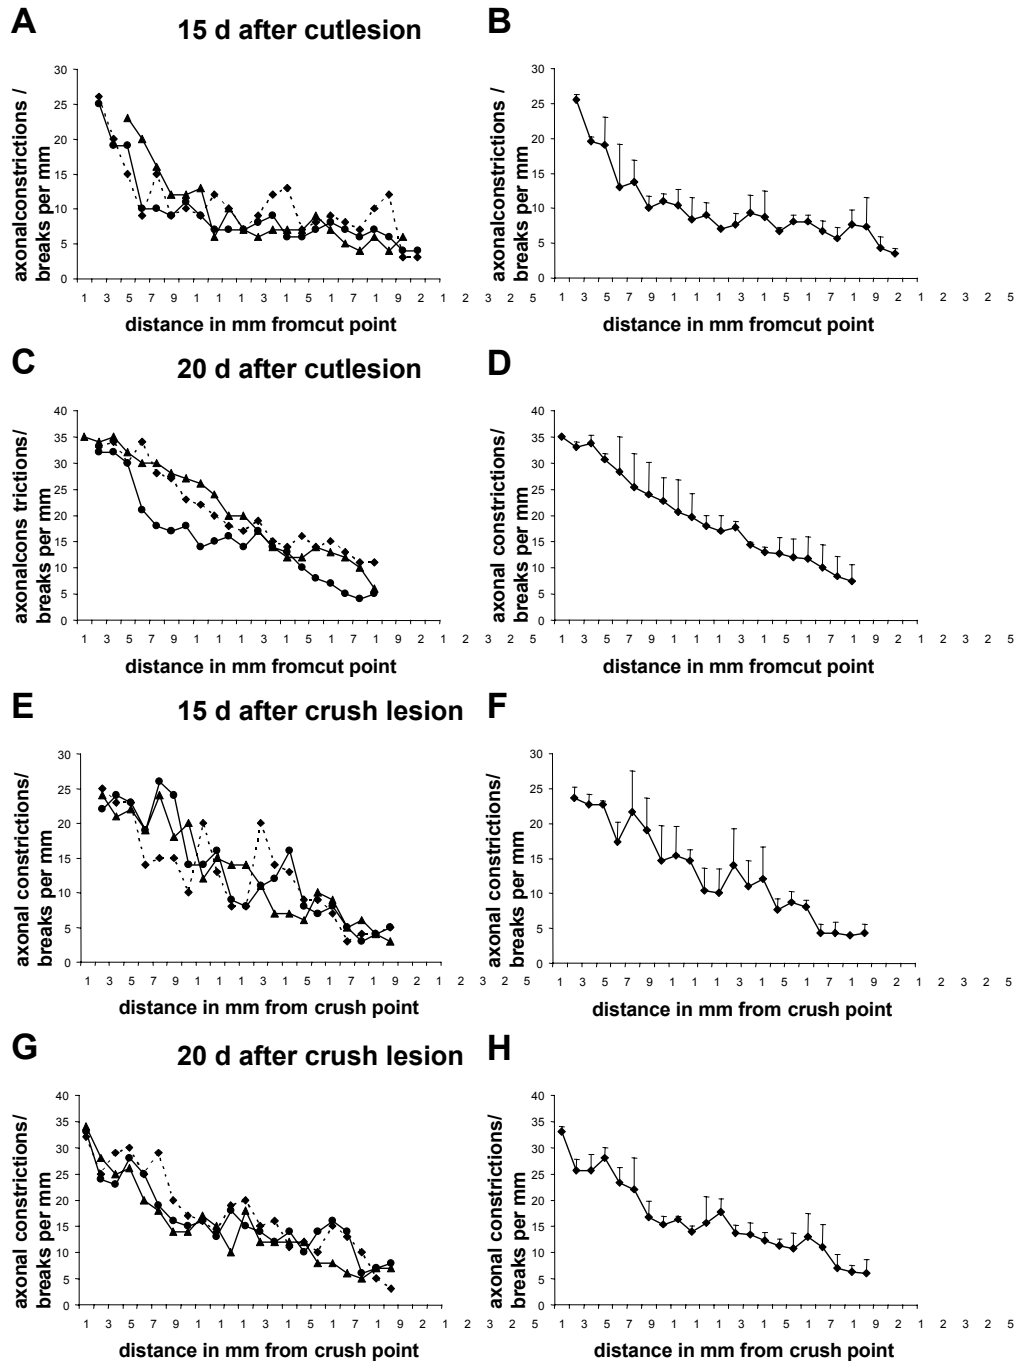 A 15 d after cutlesion B
axonalconstrictions /
breaks per mm
30
25
20
15
10
5
0
1 3 5 7 9 1 1 3 1 5 7 1 9 2 1 2 3 2 5
distance in mm fromcut point
axonalconstrictions/
breaks per mm
30
25
20
15
10
5
0
1 3 5 7 9 1 1 3 1 5 7 1 9 2 1 2 3 2 5
distance in mm fromcut point
C 20 d after cutlesion D
axonalcons trictions/
breaks per mm
40
35
30
25
20
15
10
5
0
1 3 5 7 9 1 1 1 3 1 5 7 1 9 2 1 2 3 2 5
distance in mm fromcut point
axonal constrictions/
breaks per mm
40
35
30
25
20
15
10
5
0
1 3 5 7 9 1 1 1 3 1 5 7 1 9 2 1 2 3 2 5
distance in mm fromcut point
E 15 d after crush lesion F
axonal constrictions/
breaks per mm
30
25
20
15
10
5
0
1 3 5 7 9 1 1 1 3 1 5 7 1 9 2 1 2 3 2 5
distance in mm from crush point
axonal constrictions/
breaks per mm
30
25
20
15
10
5
0
1 3 5 7 9 1 1 1 3 1 5 7 1 9 2 1 2 3 2 5
distance in mm from crush point
G 20 d after crush lesion H
axonal constrictions/
breaks per mm
40
35
30
25
20
15
10
5
0
1 3 5 7 9 1 1 1 3 1 5 7 1 9 2 1 2 3 2 5
distance in mm from crush point
axonal constrictions/
breaks per mm
40
35
30
25
20
15
10
5
0
1 3 5 7 9 1 1 1 3 1 5 7 1 9 2 1 2 3 2 5
distance in mm from crush point